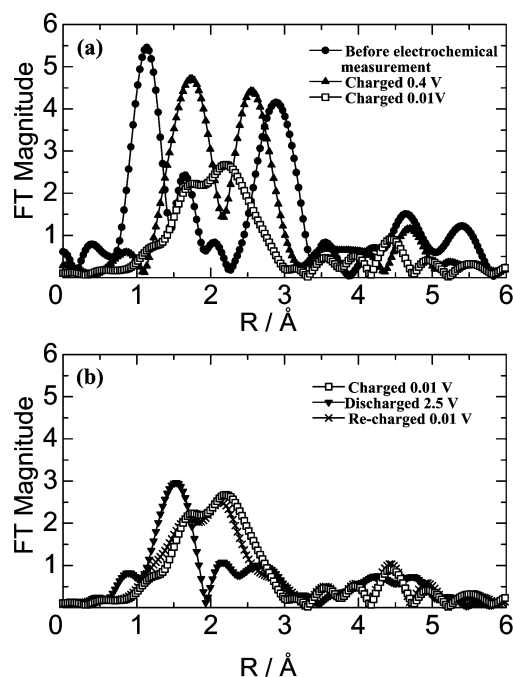 (a)
Before electrochemical
measurement
Charged 0.4 V
Charged 0.01V
FT Magnitude
6
5
4
3
2
1
0 1 2 3 4 5 6
R / Å
(b)
Charged 0.01 V
Discharged 2.5 V
Re-charged 0.01 V
FT Magnitude
6
5
4
3
2
1
0 1 2 3 4 5 6
R / Å